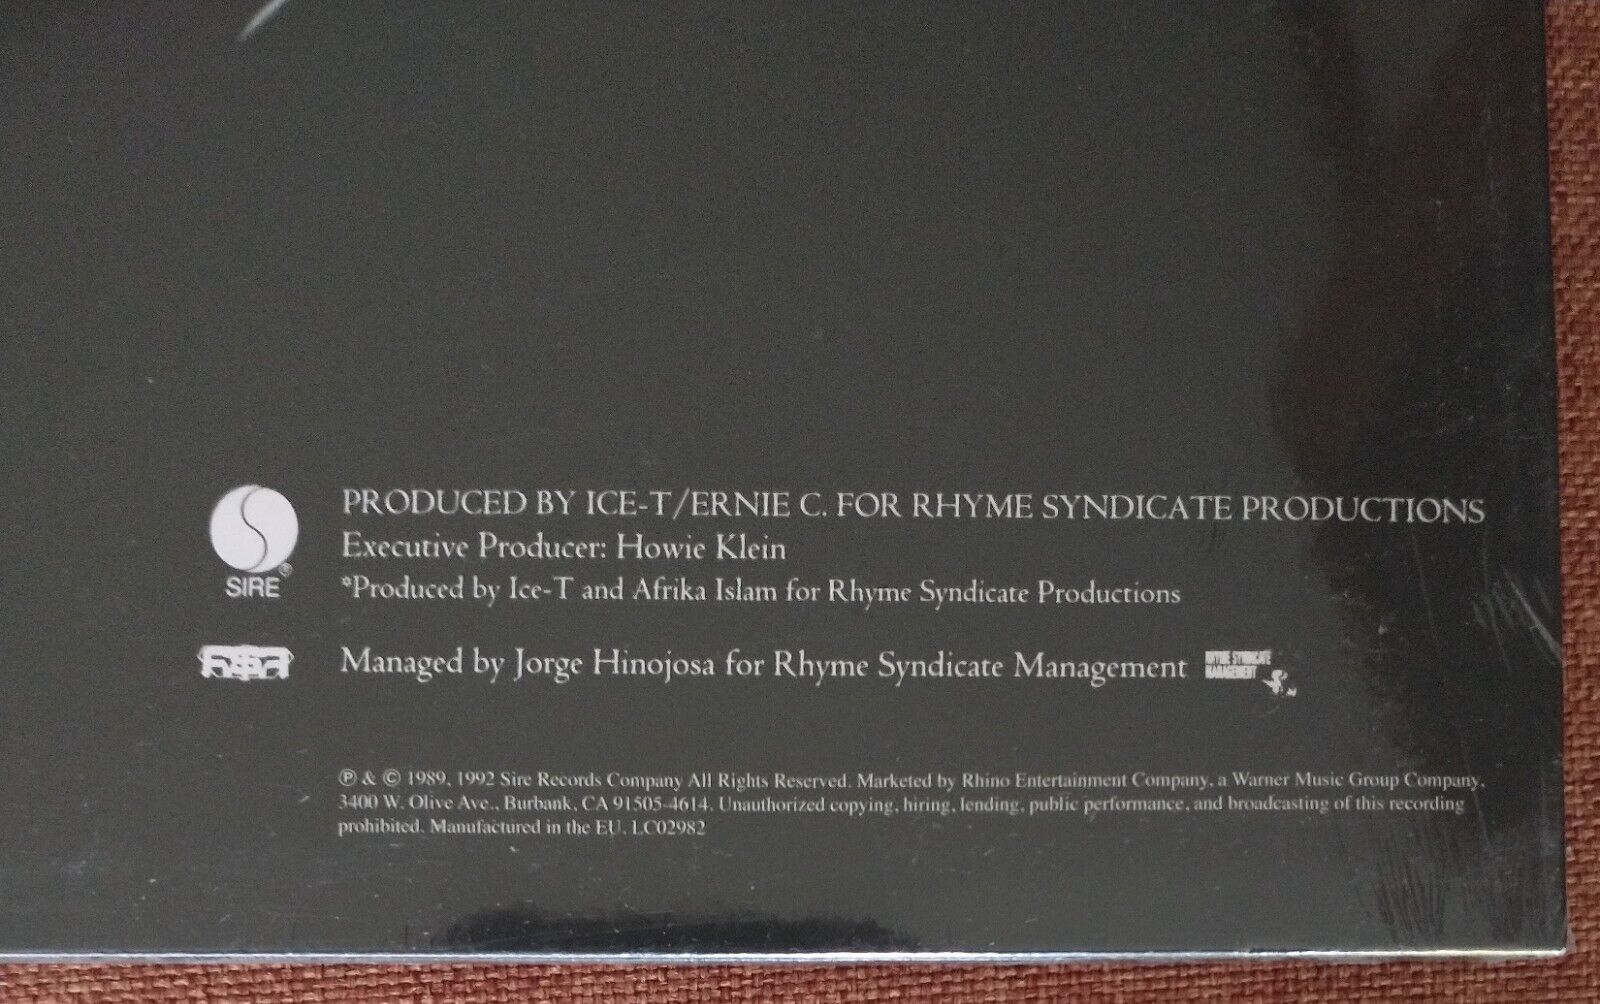 PRODUCED BY ICE-T/ERNIE C. FOR RHYME SYNDICATE PRODUCTIONS
Executive Producer: Howie Klein
SIRE®
*Produced by Ice-T and Afrika Islam for Rhyme Syndicate Productions
Managed by Jorge Hinojosa for Rhyme Syndicate Management
RHYME SYNDICATE
MANAGEMENT
℗ & © 1989, 1992 Sire Records Company All Rights Reserved. Marketed by Rhino Entertainment Company, a Warner Music Group Company,
3400 W. Olive Ave., Burbank, CA 91505-4614. Unauthorized copying, hiring, lending, public performance, and broadcasting of this recording
prohibited. Manufactured in the EU. LC02982